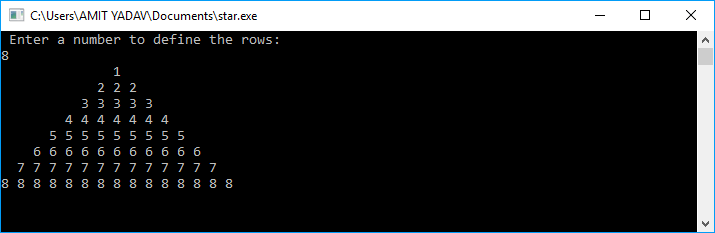 C:\Users\AMIT YADAV\Documents\star.exe
Enter a number to define the rows:
8
1
2 2 2
3 3 3 3 3
4 4 4 4 4 4 4
5 5 5 5 5 5 5 5 5
6 6 6 6 6 6 6 6 6 6 6
7 7 7 7 7 7 7 7 7 7 7 7 7
8 8 8 8 8 8 8 8 8 8 8 8 8 8 8